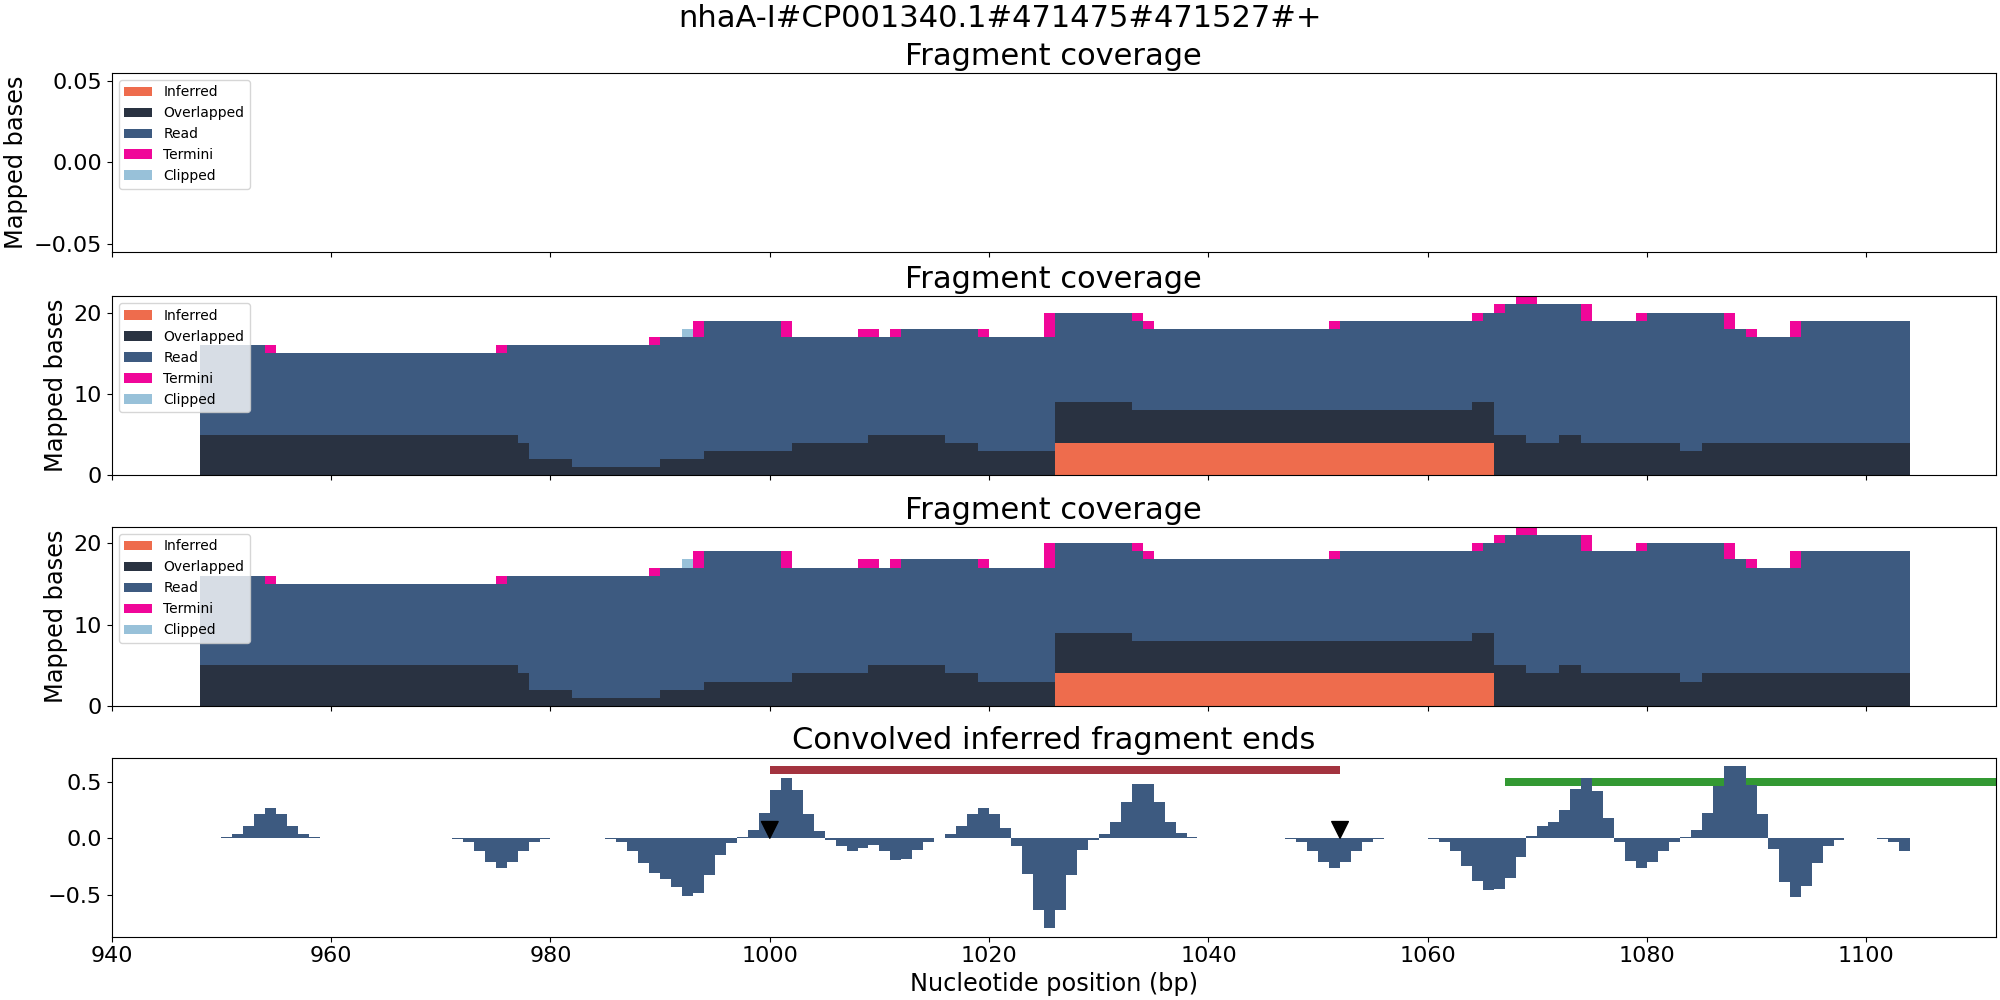 nhaA-I#CP001340.1#471475#471527#+
Fragment coverage
Mapped bases
0.05
0.00
−0.05
Inferred
Overlapped
Read
Termini
Clipped
Fragment coverage
Mapped bases
20
10
0
Inferred
Overlapped
Read
Termini
Clipped
Fragment coverage
Mapped bases
20
10
0
Inferred
Overlapped
Read
Termini
Clipped
Convolved inferred fragment ends
0.5
0.0
−0.5
940 960 980 1000 1020 1040 1060 1080 1100
Nucleotide position (bp)